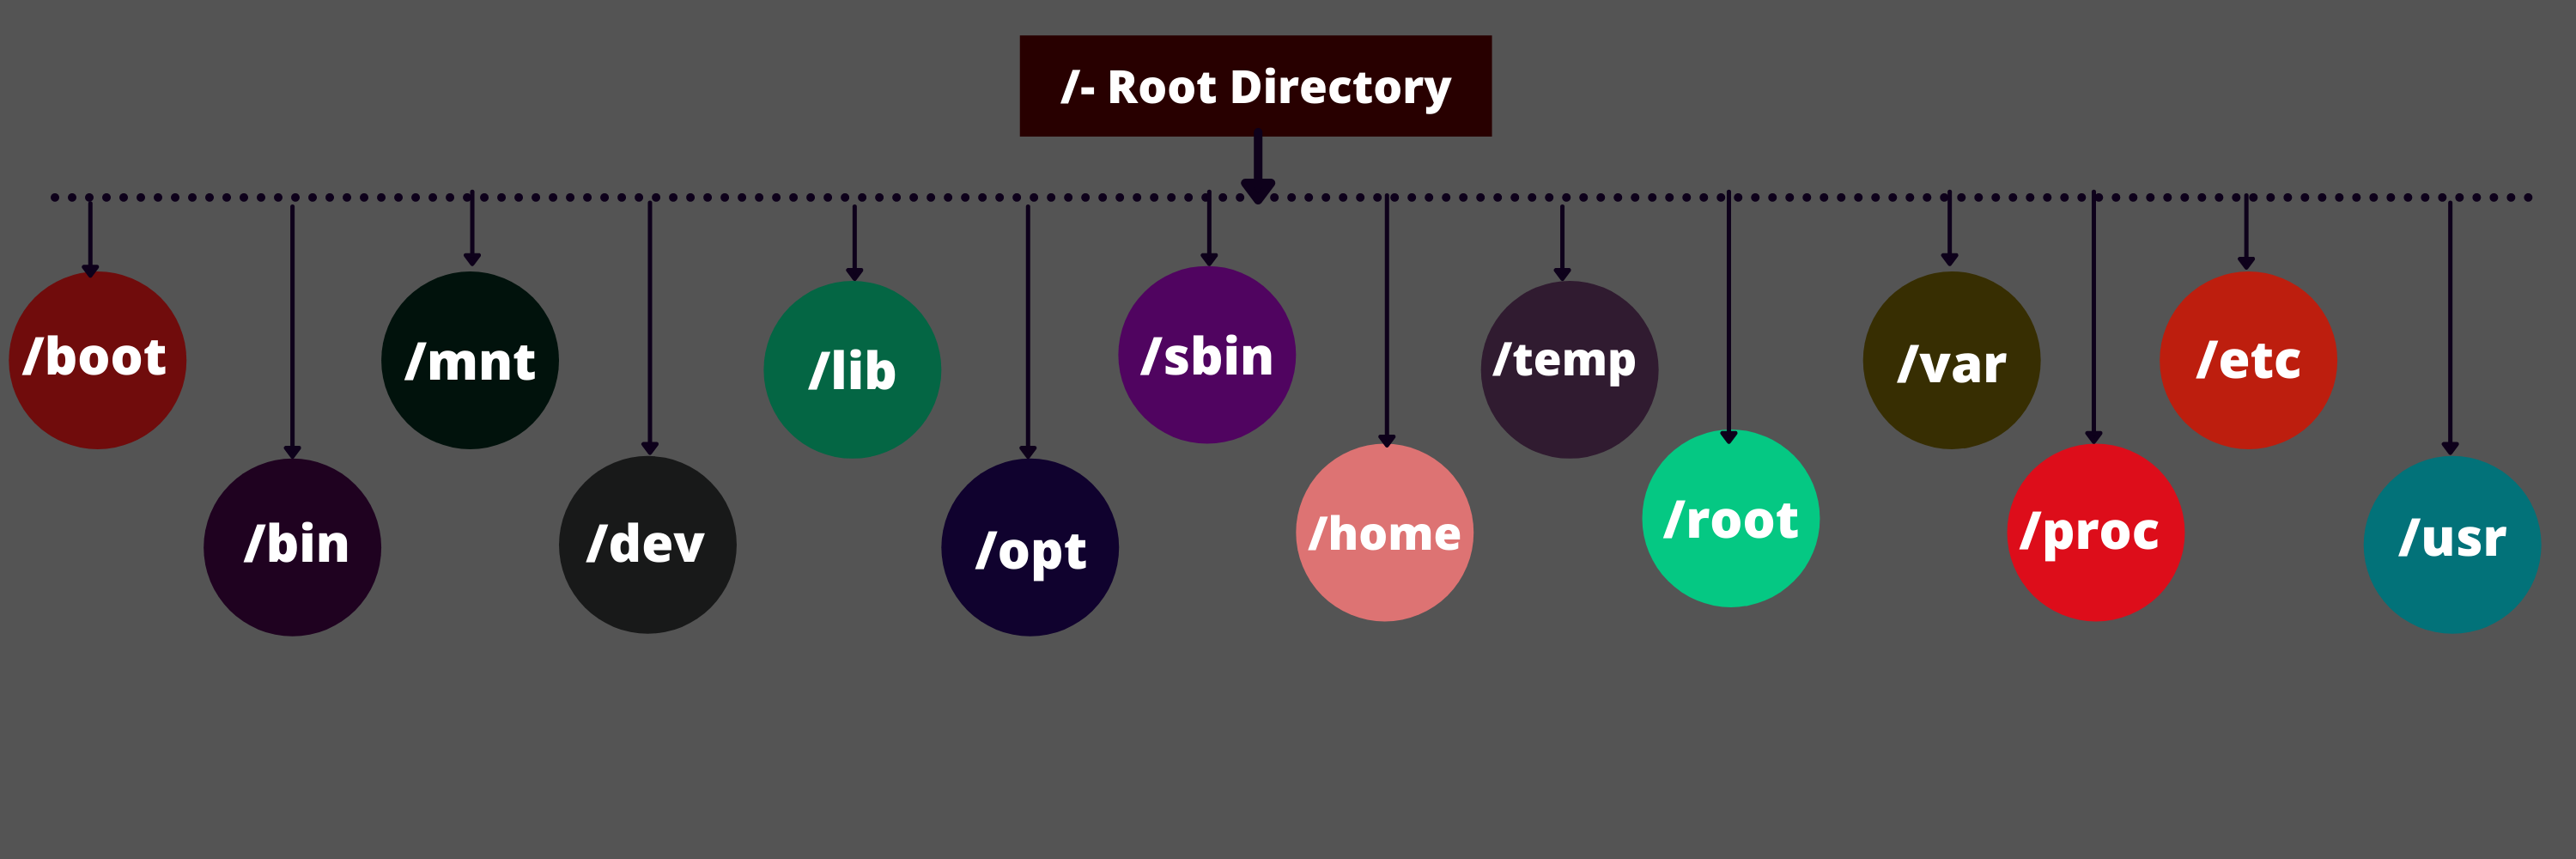 /- Root Directory
/boot
/bin
/mnt
/dev
/lib
/opt
/sbin
/home
/temp
/root
/var
/proc
/etc
/usr